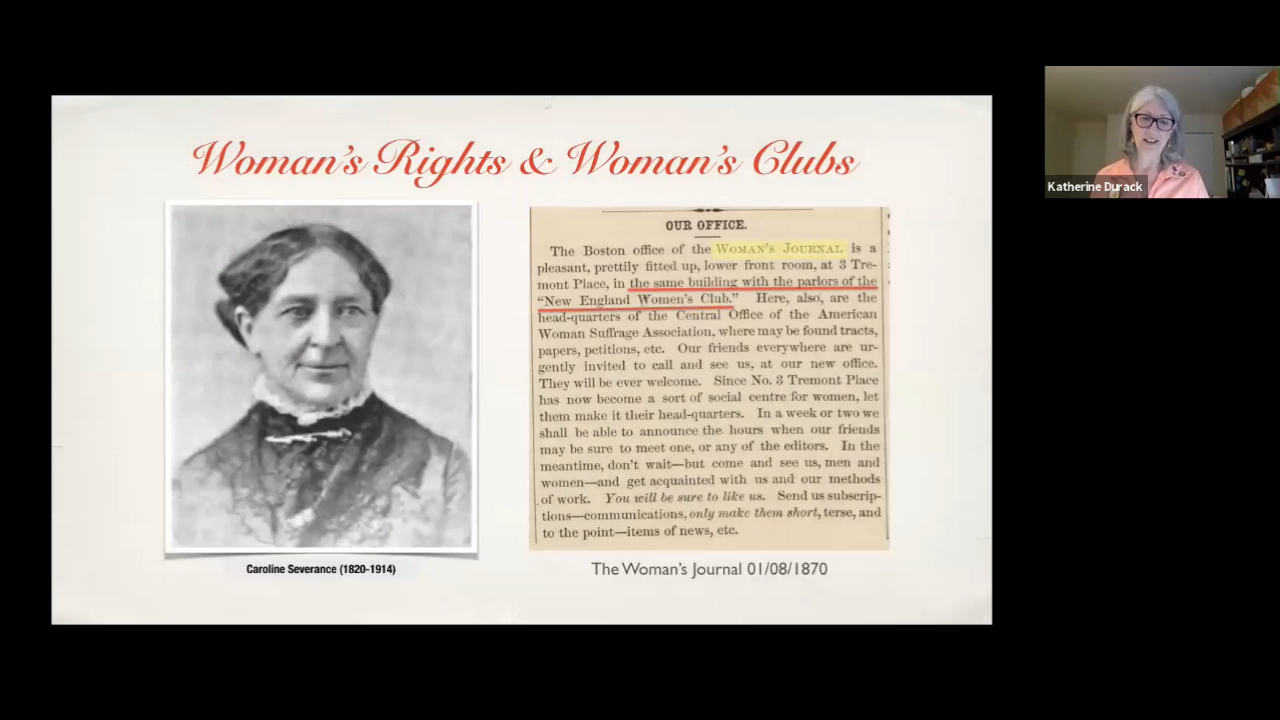 Woman's Rights & Woman's Clubs
OUR OFFICE.
The Boston office of the WOMAN'S JOURNAL is a
pleasant, prettily fitted up, lower front room, at 3 Tre-
mont Place, in the same building with the parlors of the
"New England Women's Club." Here, also, are the
head-quarters of the Central Office of the American
Woman Suffrage Association, where may be found tracts,
papers, petitions, etc. Our friends everywhere are ur-
gently invited to call and see us, at our new office.
They will be ever welcome. Since No. 3 Tremont Place
has now become a sort of social centre for women, let
them make it their head-quarters. In a week or two we
shall be able to announce the hours when our friends
may be sure to meet one, or any of the editors. In the
meantime, don't wait—but come and see us, men and
women—and get acquainted with us and our methods
of work. You will be sure to like us. Send us subscrip-
tions—communications, only make them short, terse, and
to the point—items of news, etc.
Caroline Severance (1820-1914)
The Woman's Journal 01/08/1870
Katherine Durack